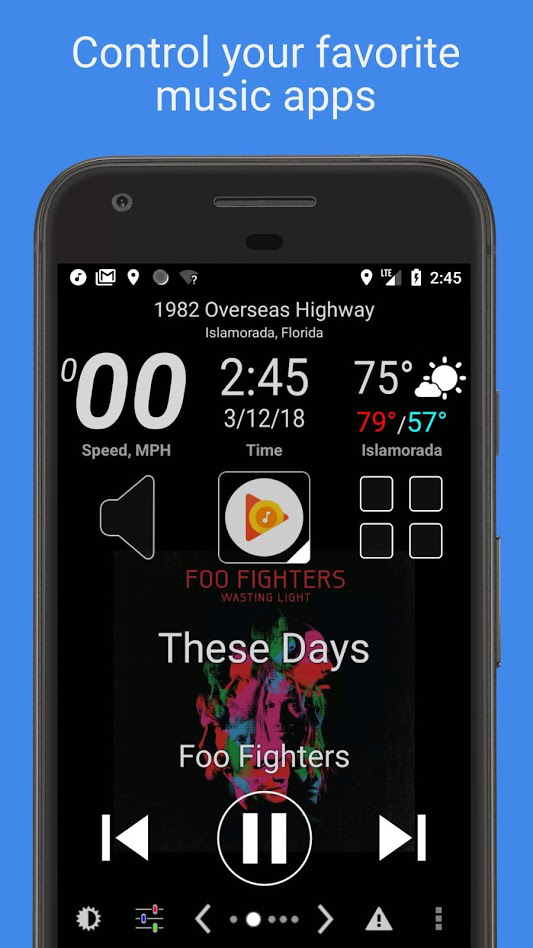 Control your favorite
music apps
? LTE 2:45
1982 Overseas Highway
Islamorada, Florida
000 2:45 75°
3/12/18 79°/57°
Speed, MPH Time Islamorada
FOO FIGHTERS
WASTING LIGHT
These Days
Foo Fighters